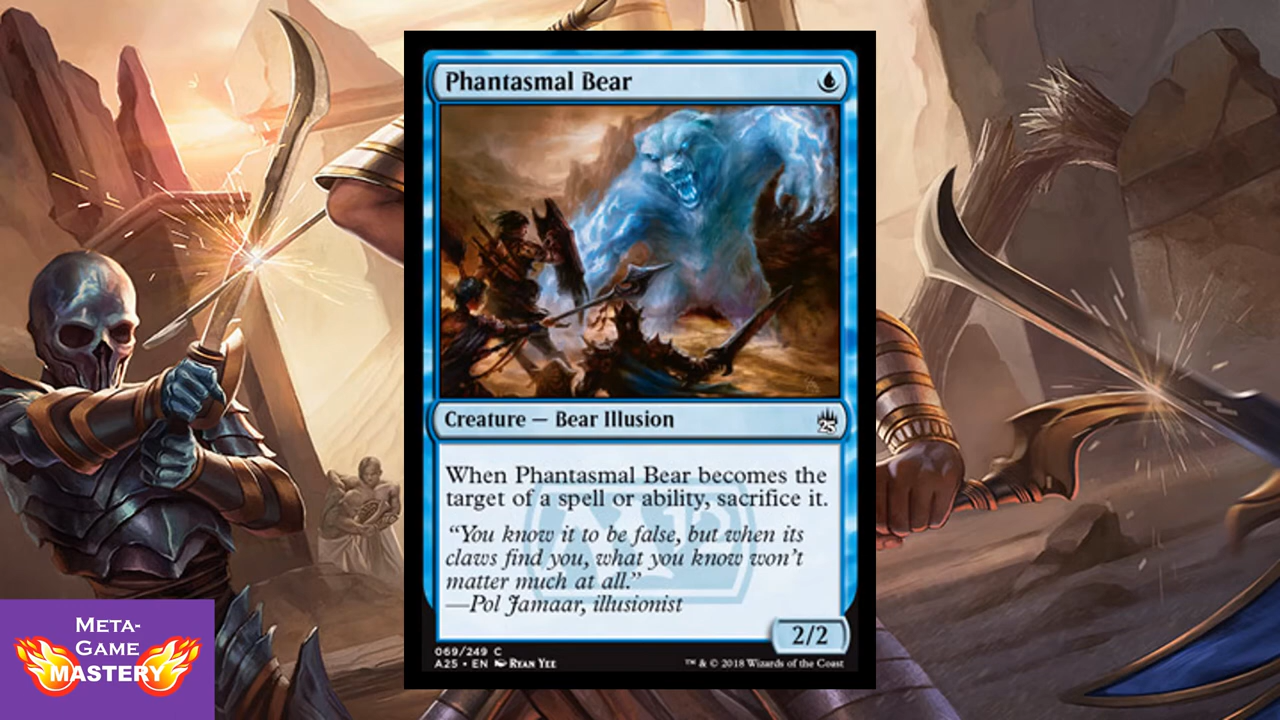 Phantasmal Bear
Creature — Bear Illusion
25
When Phantasmal Bear becomes the
target of a spell or ability, sacrifice it.
“You know it to be false, but when its
claws find you, what you know won’t
matter much at all.”
—Pol Jamaar, illusionist
2/2
069/249 C
A25 • EN Ryan Yee
™ & © 2018 Wizards of the Coast
Meta-
Game
Mastery